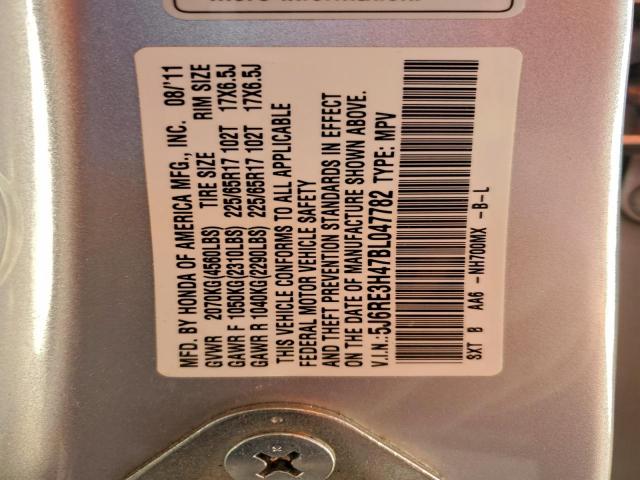 more information.
MFD. BY HONDA OF AMERICA MFG., INC. 08/'11
GVWR 2070KG(4560LBS) TIRE SIZE RIM SIZE
GAWR F 1050KG(2310LBS) 225/65R17 102T 17X6.5J
GAWR R 1040KG(2290LBS) 225/65R17 102T 17X6.5J
THIS VEHICLE CONFORMS TO ALL APPLICABLE
FEDERAL MOTOR VEHICLE SAFETY
AND THEFT PREVENTION STANDARDS IN EFFECT
ON THE DATE OF MANUFACTURE SHOWN ABOVE.
V.I.N.:5J6RE3H47BL047782 TYPE: MPV
SXT B AA6 -NH700MX -B-L